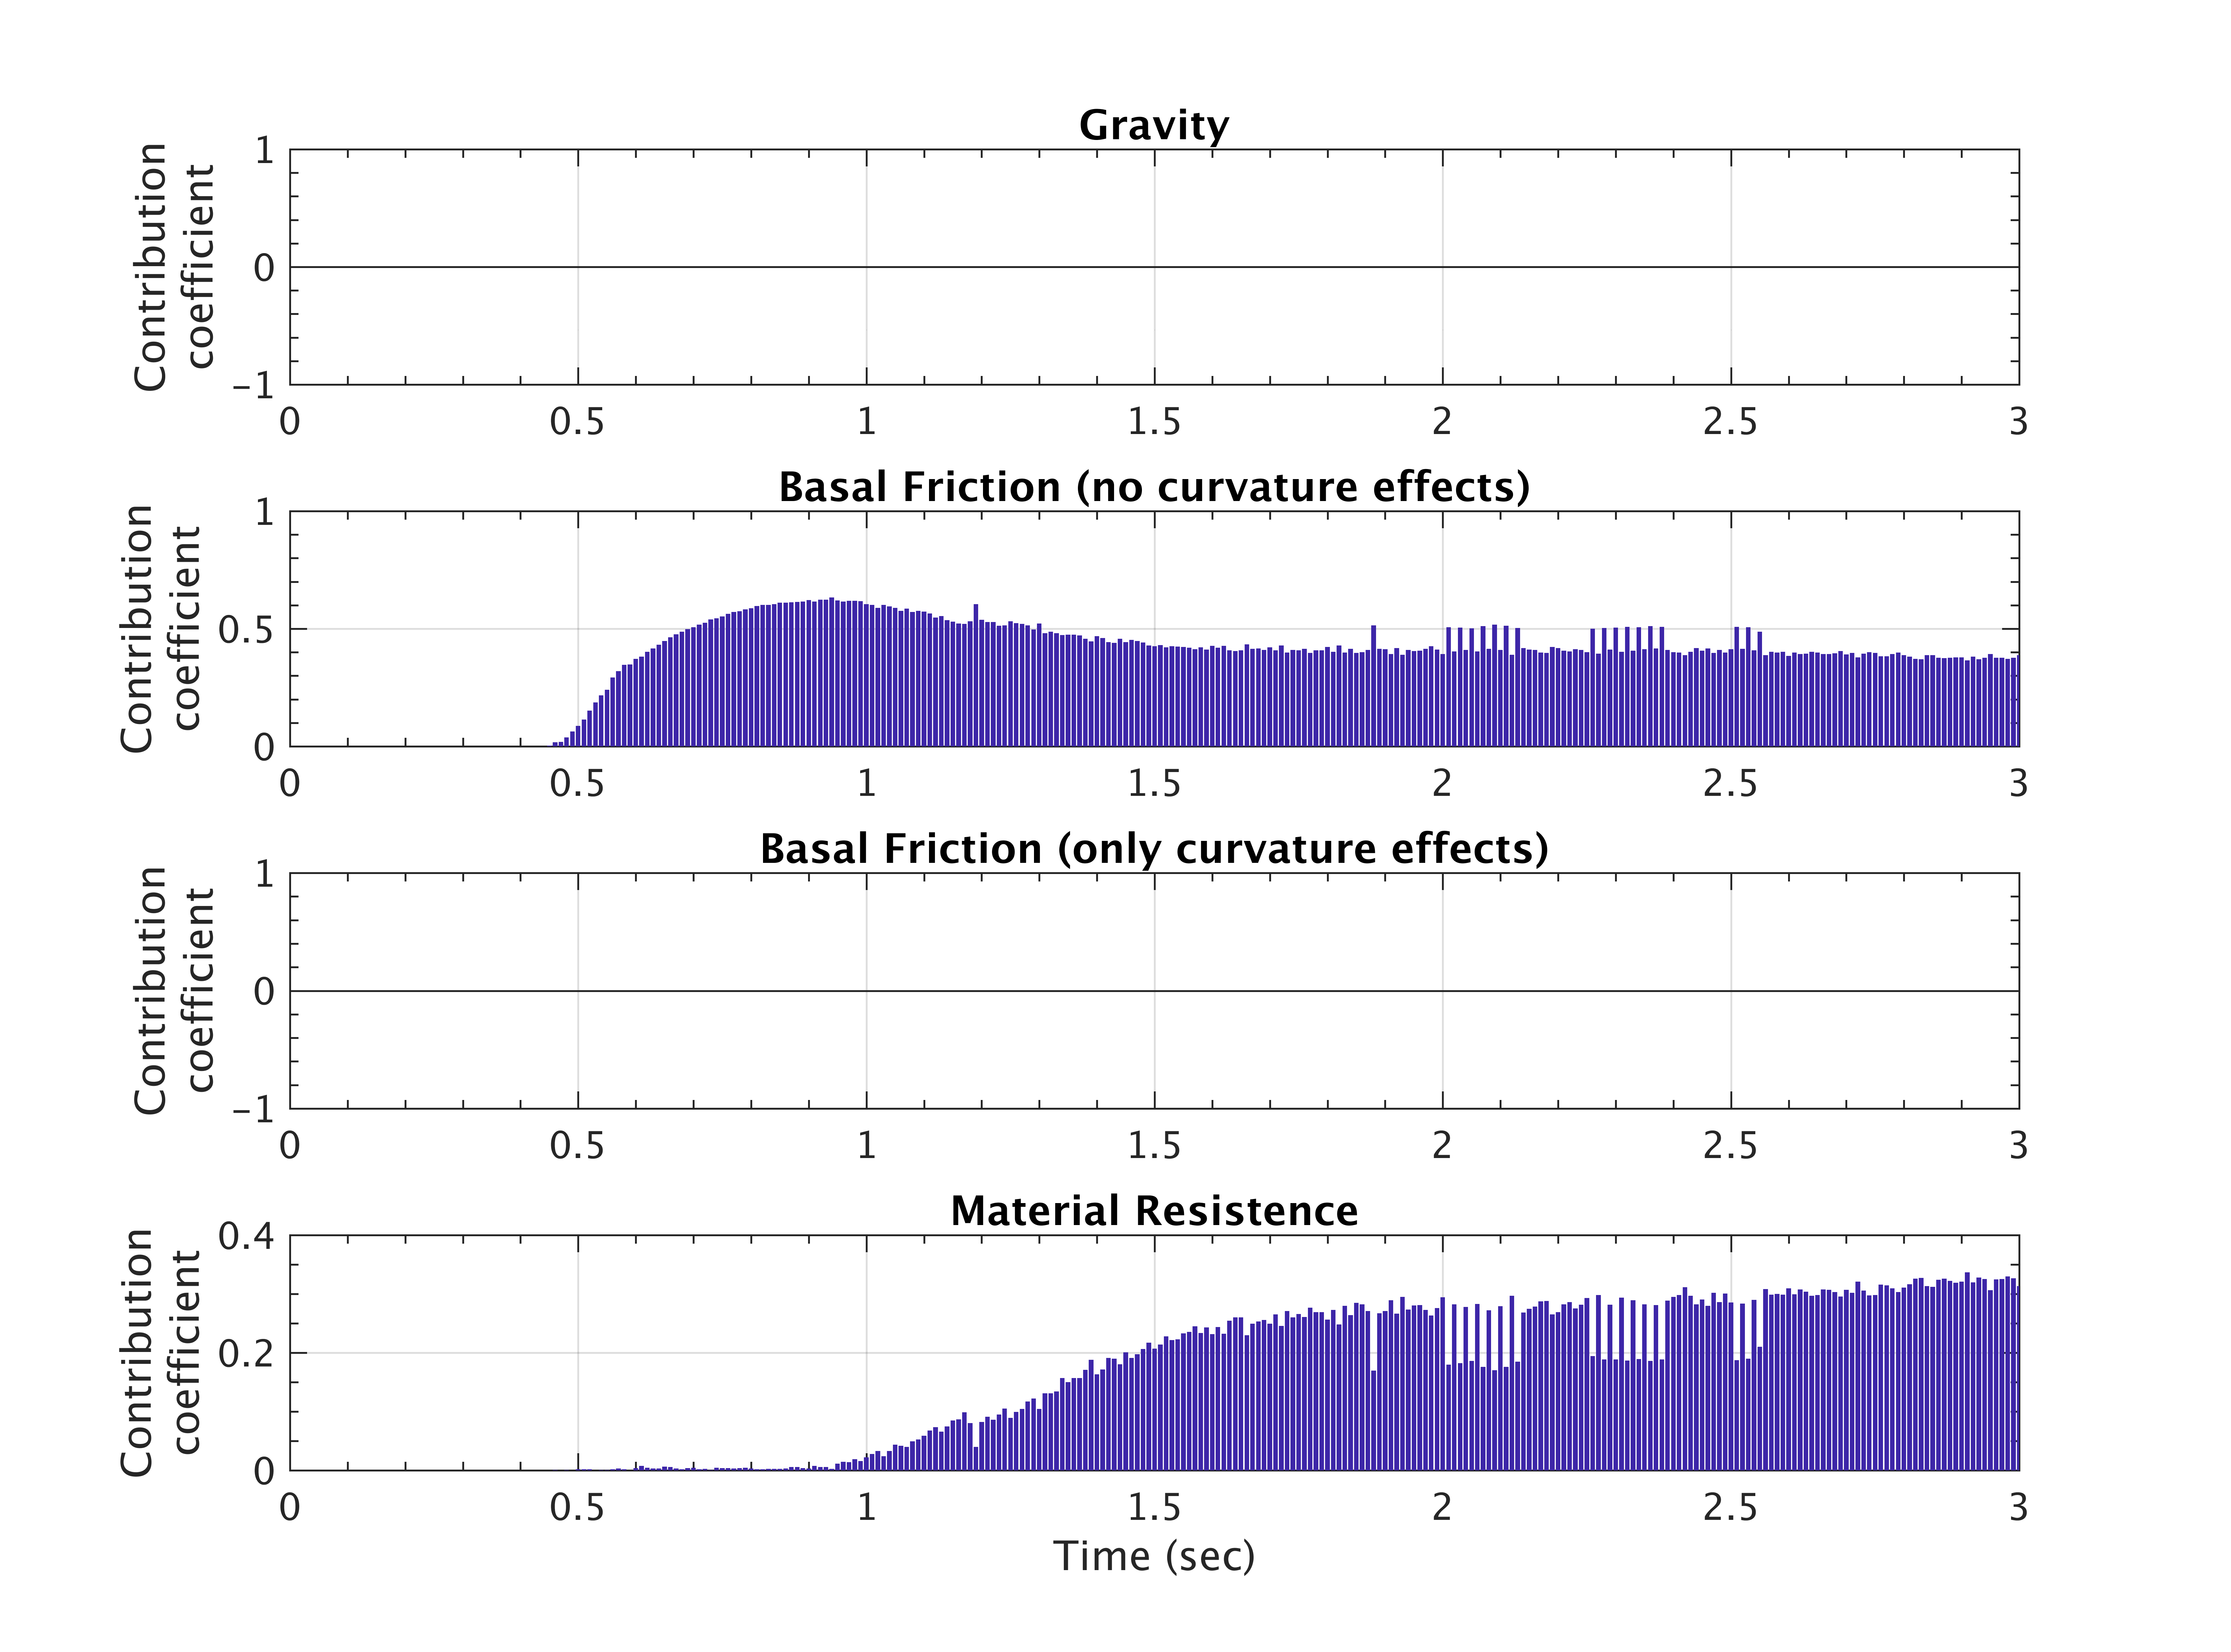 Gravity
Contribution
coefficient
1
0
−1
0 0.5 1 1.5 2 2.5 3
Basal Friction (no curvature effects)
Contribution
coefficient
1
0.5
0
0 0.5 1 1.5 2 2.5 3
Basal Friction (only curvature effects)
Contribution
coefficient
1
0
−1
0 0.5 1 1.5 2 2.5 3
Material Resistence
Contribution
coefficient
0.4
0.2
0
0 0.5 1 1.5 2 2.5 3
Time (sec)